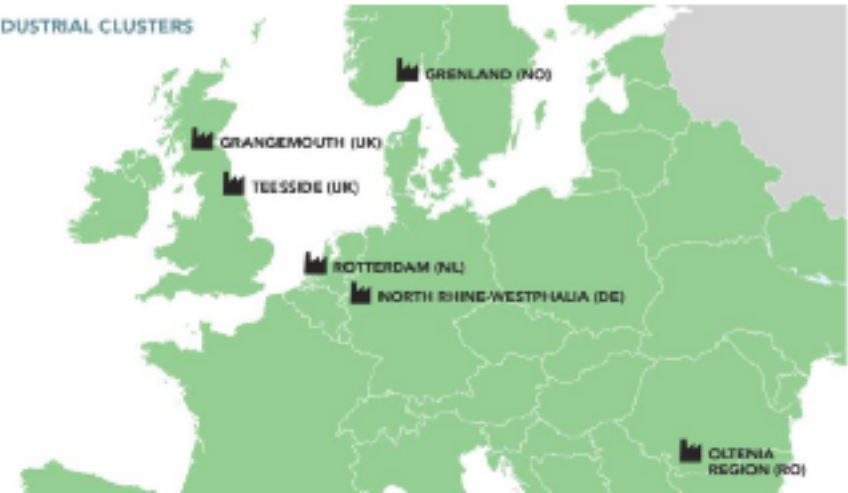 DUSTRIAL CLUSTERS
GRENLAND (NO)
GRANGEMOUTH (UK)
TEESSIDE (UK)
ROTTERDAM (NL)
NORTH RHINE-WESTPHALIA (DE)
OLTENIA
REGION (RO)